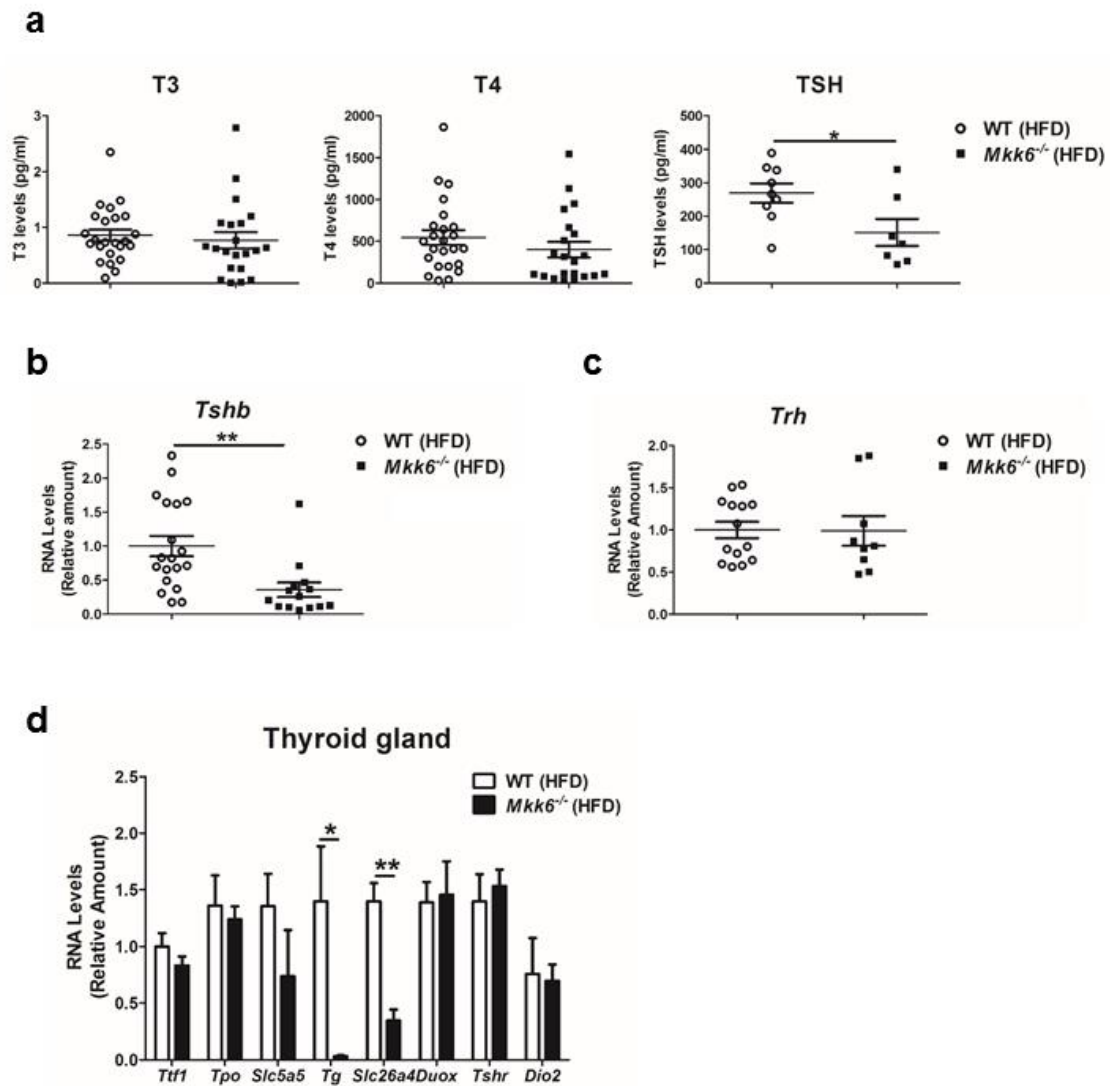 a
T3
T4
TSH
T3 levels (pg/ml)
3
2
1
0
T4 levels (pg/ml)
2000
1500
1000
500
0
TSH levels (pg/ml)
500
400
300
200
100
0
*
WT (HFD)
Mkk6-/- (HFD)
b
Tshb
**
RNA Levels
(Relative amount)
2.5
2.0
1.5
1.0
0.5
0.0
WT (HFD)
Mkk6-/- (HFD)
c
Trh
RNA Levels
(Relative Amount)
2.0
1.5
1.0
0.5
0.0
WT (HFD)
Mkk6-/- (HFD)
d
Thyroid gland
WT (HFD)
Mkk6-/- (HFD)
RNA Levels
(Relative Amount)
2.5
2.0
1.5
1.0
0.5
0.0
*
**
Ttf1 Tpo Slc5a5 Tg Slc26a4 Duox Tshr Dio2